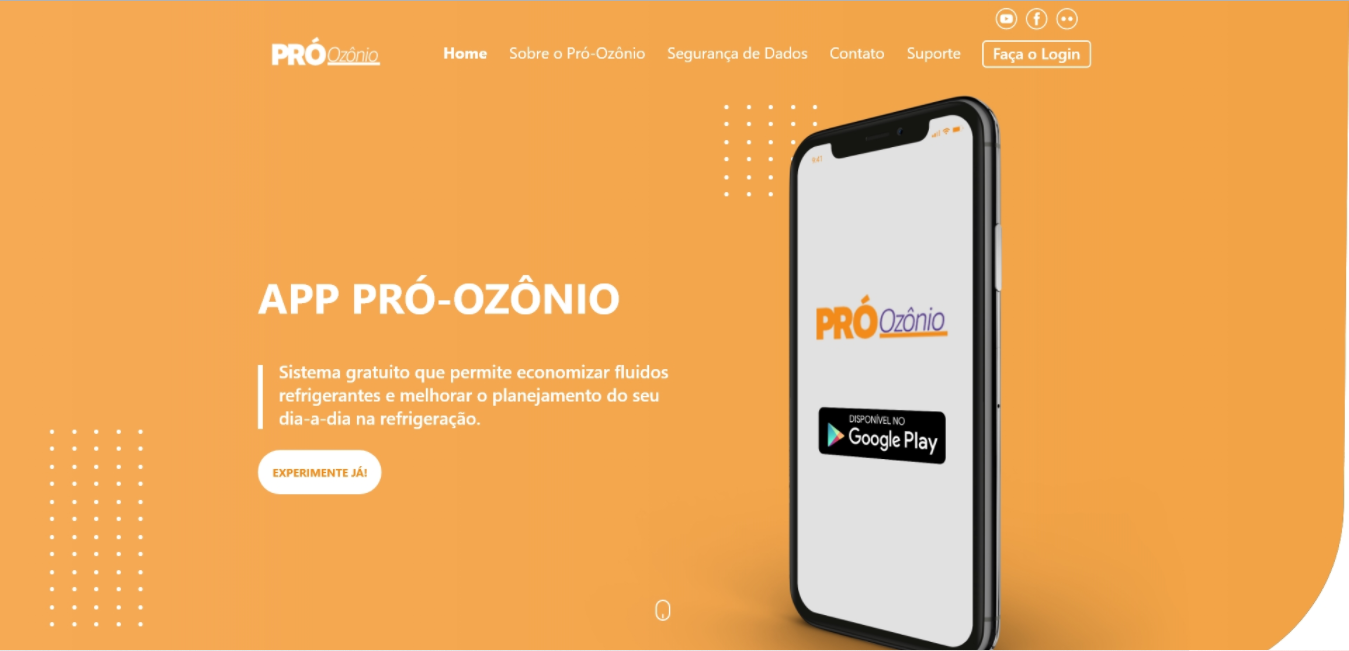 PRÓ Ozônio
Home Sobre o Pró-Ozônio Segurança de Dados Contato Suporte Faça o Login
9:41
APP PRÓ-OZÔNIO
Sistema gratuito que permite economizar fluidos
refrigerantes e melhorar o planejamento do seu
dia-a-dia na refrigeração.
EXPERIMENTE JÁ!
PRÓ Ozônio
DISPONÍVEL NO
Google Play